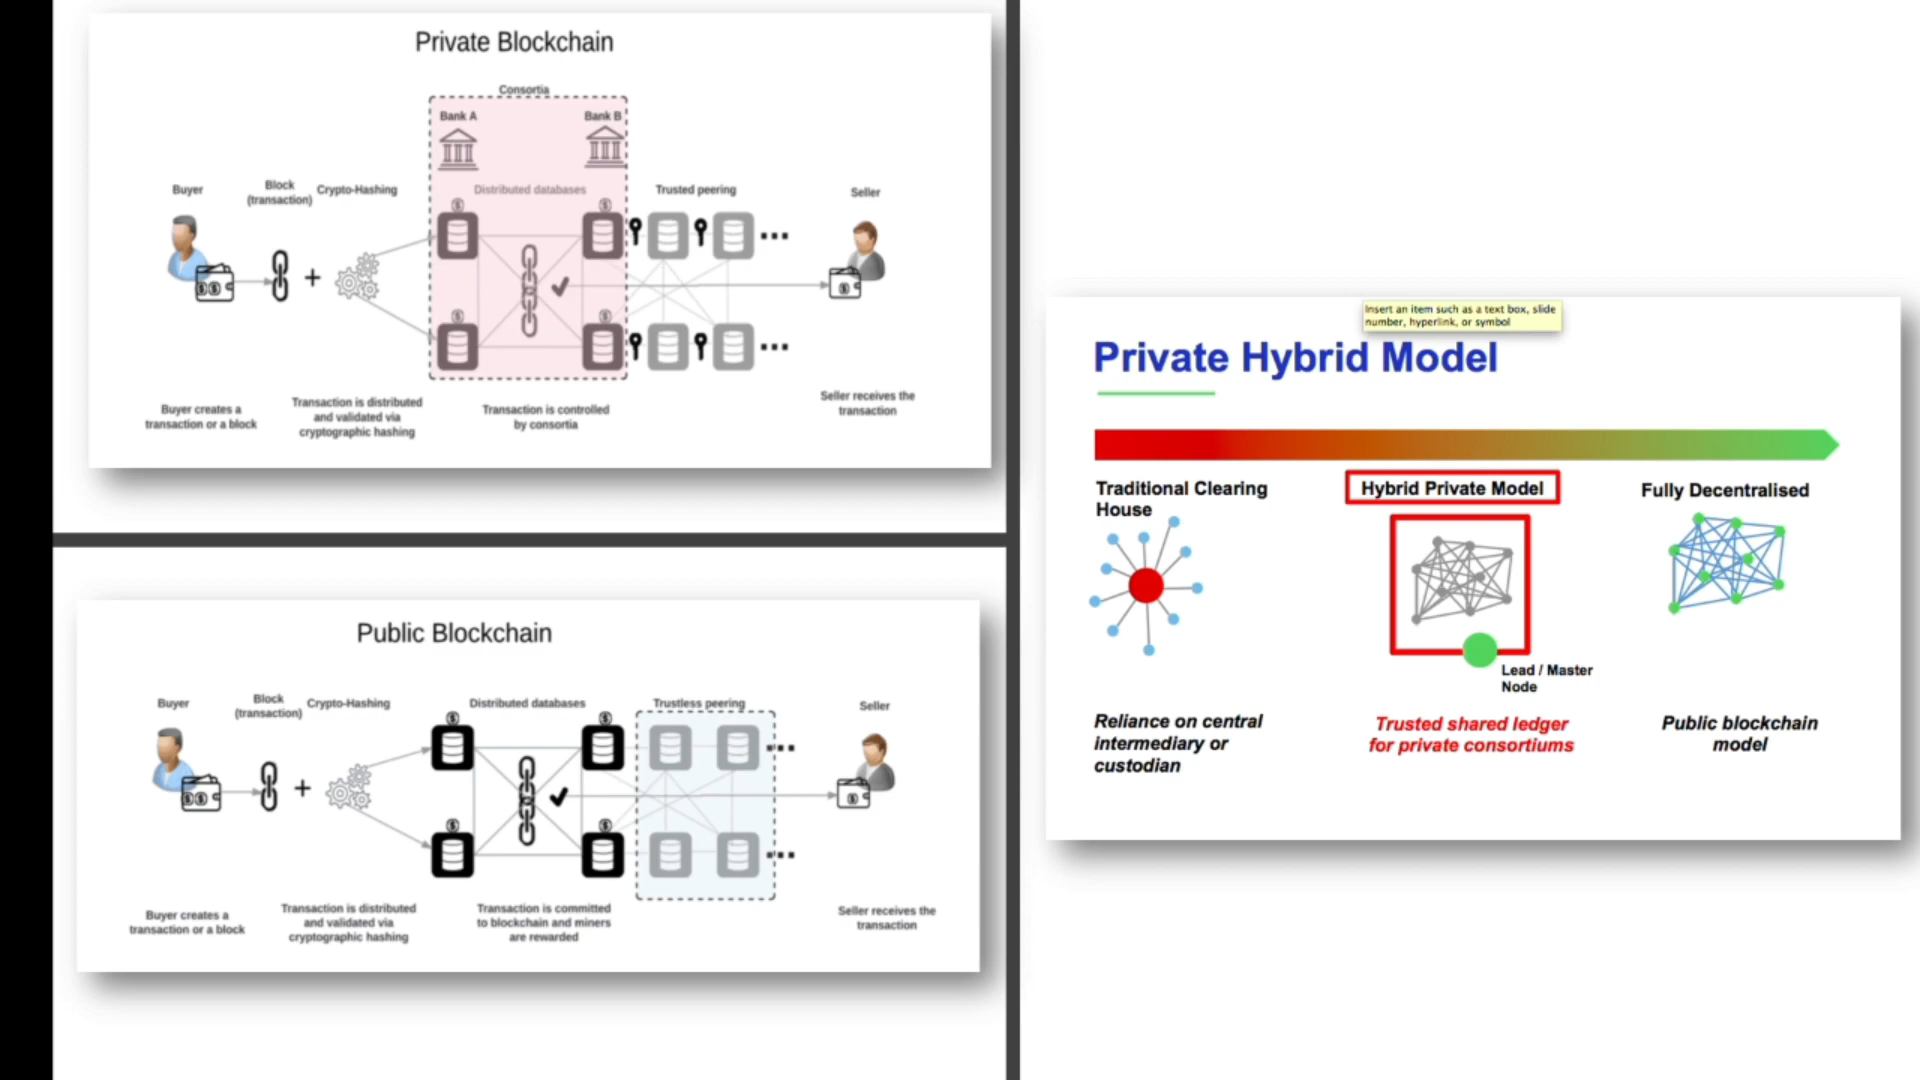 Private Blockchain
Consortia
Bank A
Bank B
Buyer
Block
(transaction)
Crypto-Hashing
Distributed databases
Trusted peering
Seller
Buyer creates a
transaction or a block
Transaction is distributed
and validated via
cryptographic hashing
Transaction is controlled
by consortia
Seller receives the
transaction
Public Blockchain
Buyer
Block
(transaction)
Crypto-Hashing
Distributed databases
Trustless peering
Seller
Buyer creates a
transaction or a block
Transaction is distributed
and validated via
cryptographic hashing
Transaction is committed
to blockchain and miners
are rewarded
Seller receives the
transaction
Insert an item such as a text box, slide
number, hyperlink, or symbol
Private Hybrid Model
Traditional Clearing
House
Hybrid Private Model
Fully Decentralised
Lead / Master
Node
Reliance on central
intermediary or
custodian
Trusted shared ledger
for private consortiums
Public blockchain
model